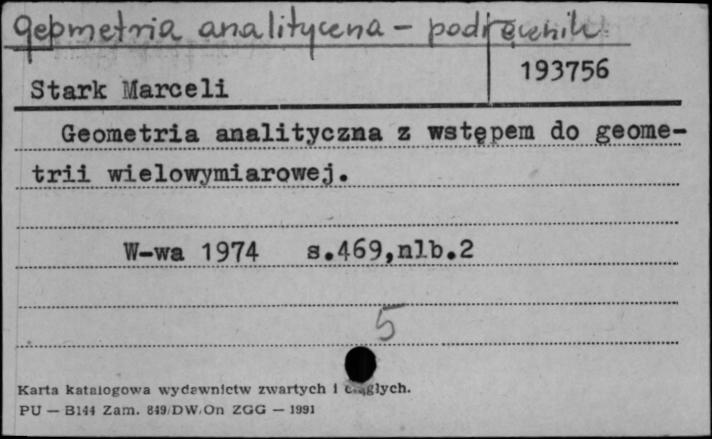 geometria analityczna - podręcznik
193756
Stark Marceli
Geometria analityczna z wstępem do geome-
trii wielowymiarowej.
W-wa 1974 s.469,nlb.2
5
Karta katalogowa wydawnictw zwartych i ciągłych.
PU — B144 Zam. 849/DW/On ZGG — 1991